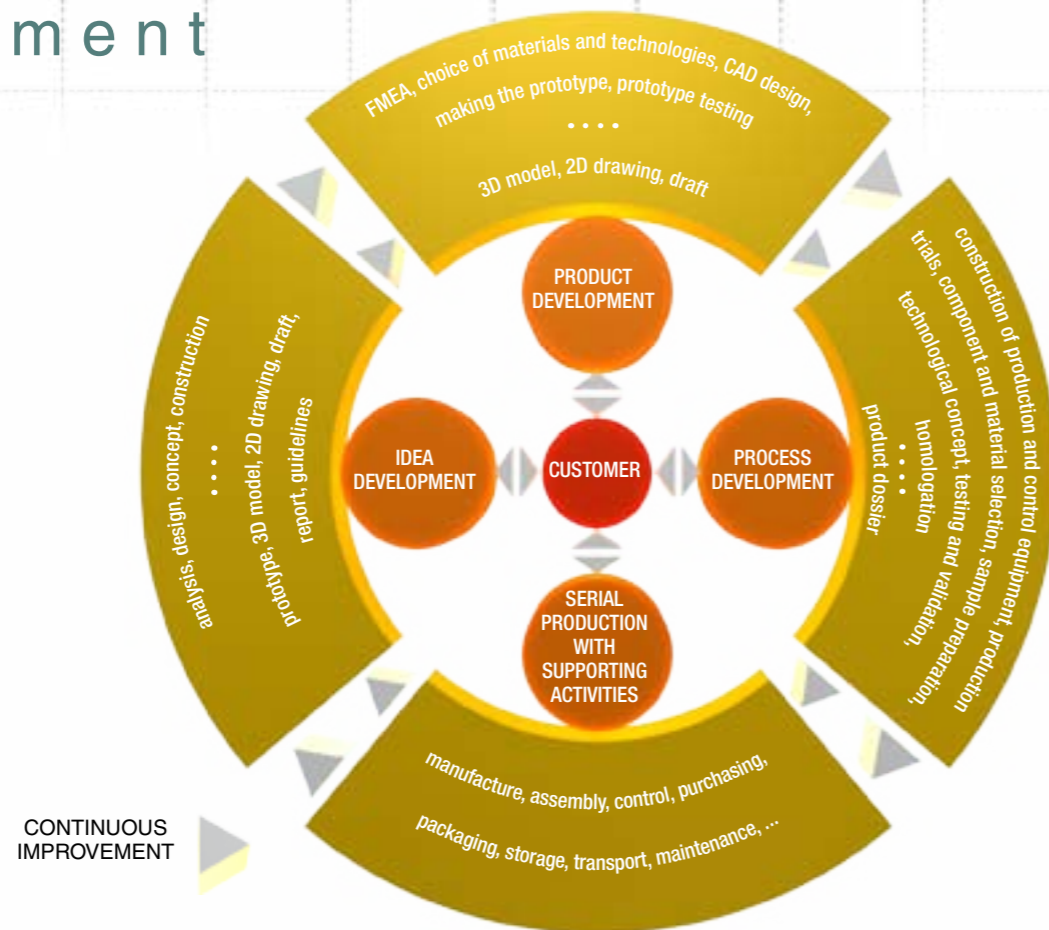 ment
FMEA, choice of materials and technologies, CAD design,
making the prototype, prototype testing
....
3D model, 2D drawing, draft
PRODUCT
DEVELOPMENT
analysis, design, concept, construction
....
prototype, 3D model, 2D drawing, draft,
report, guidelines
IDEA
DEVELOPMENT
CUSTOMER
PROCESS
DEVELOPMENT
construction of production and control equipment, production
trials, component and material selection, sample preparation,
technological concept, testing and validation,
....
homologation
product dossier
SERIAL
PRODUCTION
WITH
SUPPORTING
ACTIVITIES
manufacture, assembly, control, purchasing,
packaging, storage, transport, maintenance, ...
CONTINUOUS
IMPROVEMENT